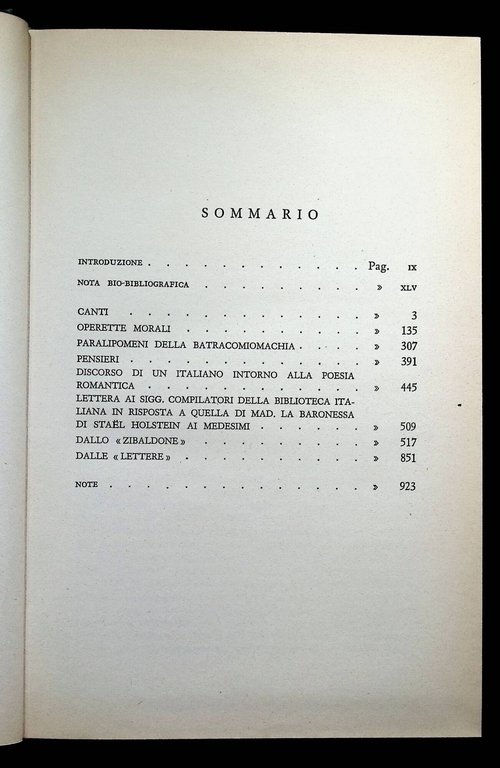 SOMMARIO
INTRODUZIONE . . . . . . . . . . . . Pag. IX
NOTA BIO-BIBLIOGRAFICA . . . . . . . . . » XLV
CANTI . . . . . . . . . . . . . » 3
OPERETTE MORALI . . . . . . . . . . » 135
PARALIPOMENI DELLA BATRACOMIOMACHIA . . . . » 307
PENSIERI . . . . . . . . . . . . . » 391
DISCORSO DI UN ITALIANO INTORNO ALLA POESIA
ROMANTICA . . . . . . . . . . . . » 445
LETTERA AI SIGG. COMPILATORI DELLA BIBLIOTECA ITA-
LIANA IN RISPOSTA A QUELLA DI MAD. LA BARONESSA
DI STAËL HOLSTEIN AI MEDESIMI . . . . . . » 509
DALLO « ZIBALDONE » . . . . . . . . . » 517
DALLE « LETTERE » . . . . . . . . . . » 851
NOTE . . . . . . . . . . . . . . » 923